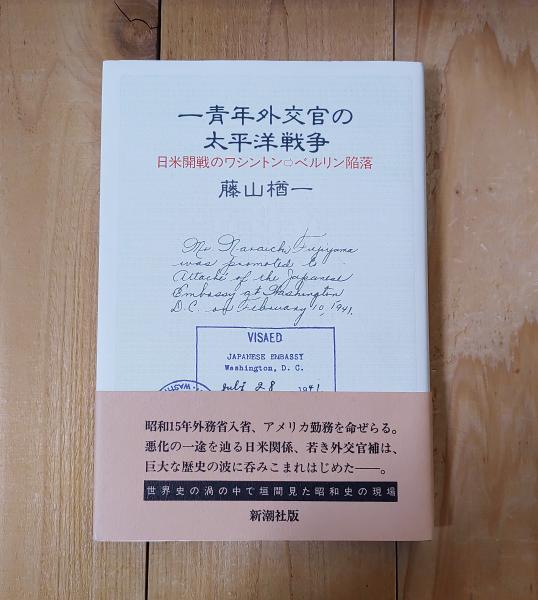 一青年外交官の
太平洋戦争
日米開戦のワシントン⇨ベルリン陥落
藤山楢一
Mr. Naraichi Fujiyama
was promoted to
Attaché of the Japanese
Embassy at Washington
D.C. on February 10, 1941.
VISAED
JAPANESE EMBASSY
Washington, D. C.
July 28 1941
WASHI
昭和15年外務省入省、アメリカ勤務を命ぜらる。
悪化の一途を辿る日米関係、若き外交官補は、
巨大な歴史の波に呑みこまれはじめた――。
世界史の渦の中で垣間見た昭和史の現場
新潮社版